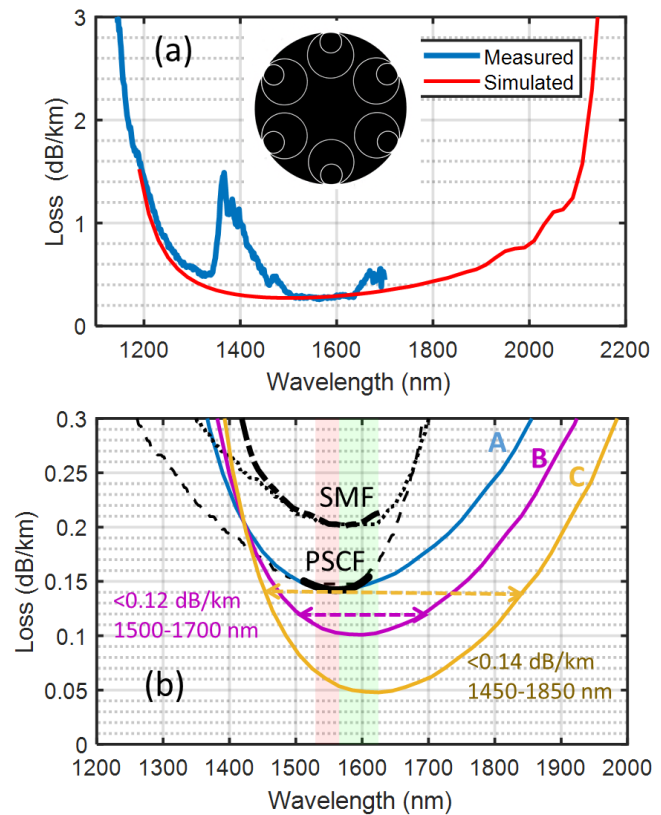 (a)
Measured
Simulated
3
2
1
0
Loss (dB/km)
1200 1400 1600 1800 2000 2200
Wavelength (nm)
0.3
0.25
0.2
0.15
0.1
0.05
0
Loss (dB/km)
A
B
C
SMF
PSCF
<0.12 dB/km
1500-1700 nm
<0.14 dB/km
1450-1850 nm
(b)
1200 1300 1400 1500 1600 1700 1800 1900 2000
Wavelength (nm)